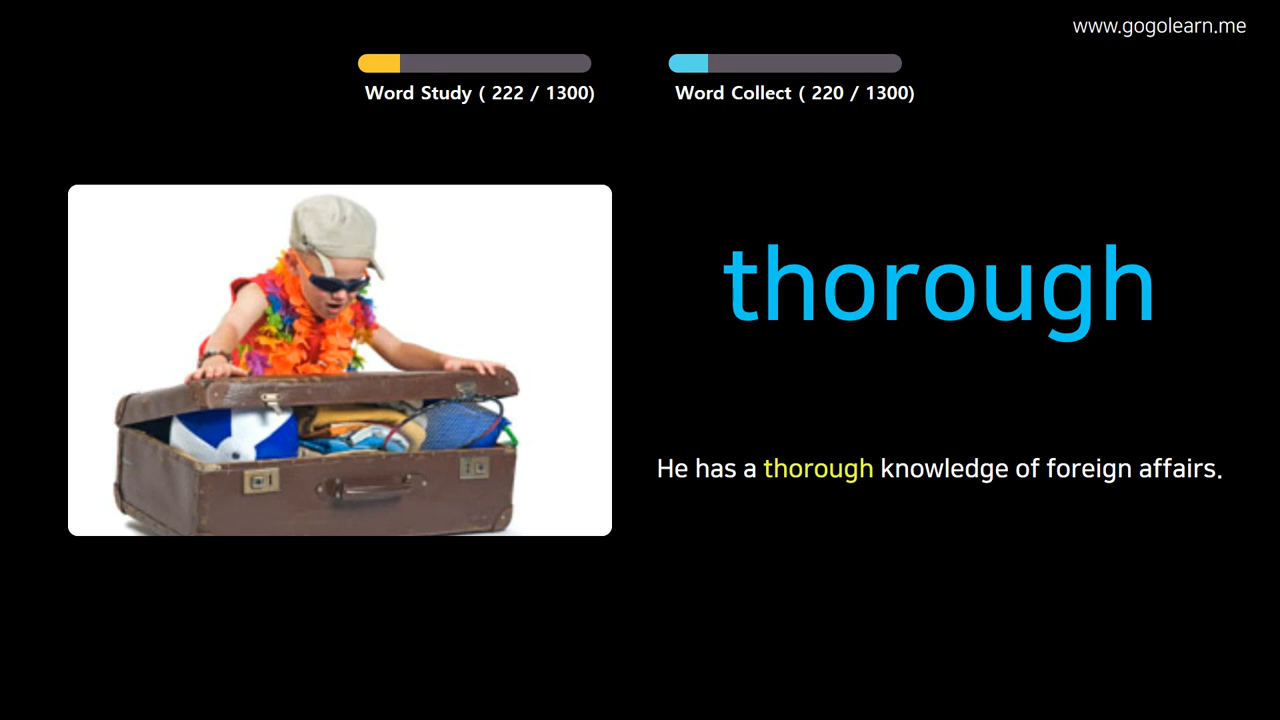 www.gogolearn.me
Word Study ( 222 / 1300)
Word Collect ( 220 / 1300)
thorough
He has a thorough knowledge of foreign affairs.